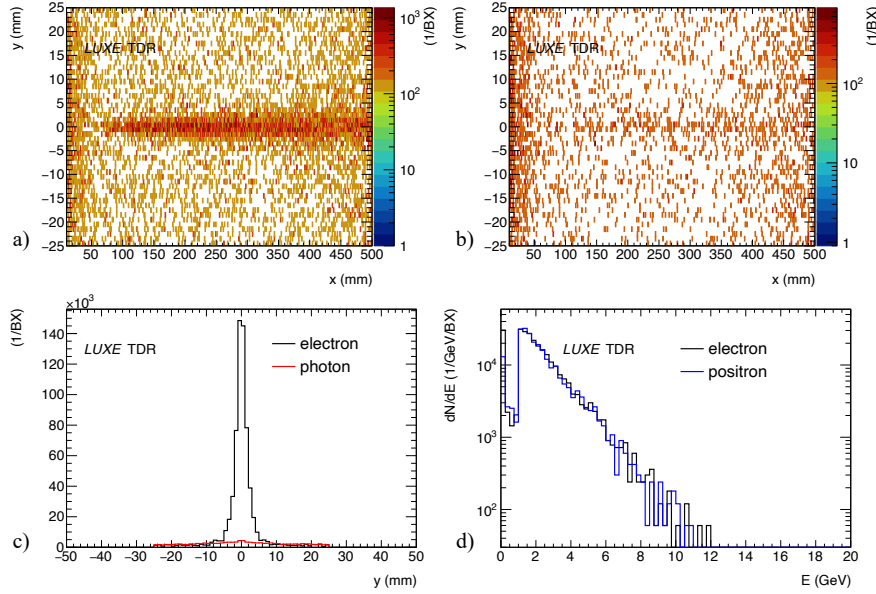 a)
y (mm)
25
20
15
10
5
0
−5
−10
−15
−20
−25
LUXE TDR
50 100 150 200 250 300 350 400 450 500
x (mm)
10³
10²
10
1
(1/BX)
b)
y (mm)
25
20
15
10
5
0
−5
−10
−15
−20
−25
LUXE TDR
50 100 150 200 250 300 350 400 450 500
x (mm)
10²
10
1
(1/BX)
c)
×10³
(1/BX)
140
120
100
80
60
40
20
0
LUXE TDR
electron
photon
−50 −40 −30 −20 −10 0 10 20 30 40 50
y (mm)
d)
dN/dE (1/GeV/BX)
10⁴
10³
10²
LUXE TDR
electron
positron
0 2 4 6 8 10 12 14 16 18 20
E (GeV)